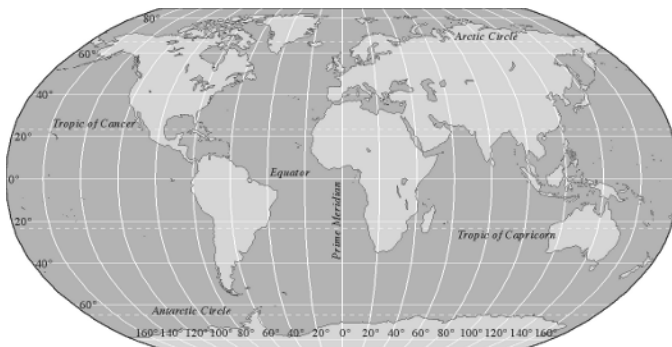 80°
Arctic Circle
60°
40°
Tropic of Cancer
20°
Equator
0°
Prime Meridian
20°
Tropic of Capricorn
40°
60°
Antarctic Circle
160° 140° 120° 100° 80° 60° 40° 20° 0° 20° 40° 60° 80° 100° 120° 140° 160°